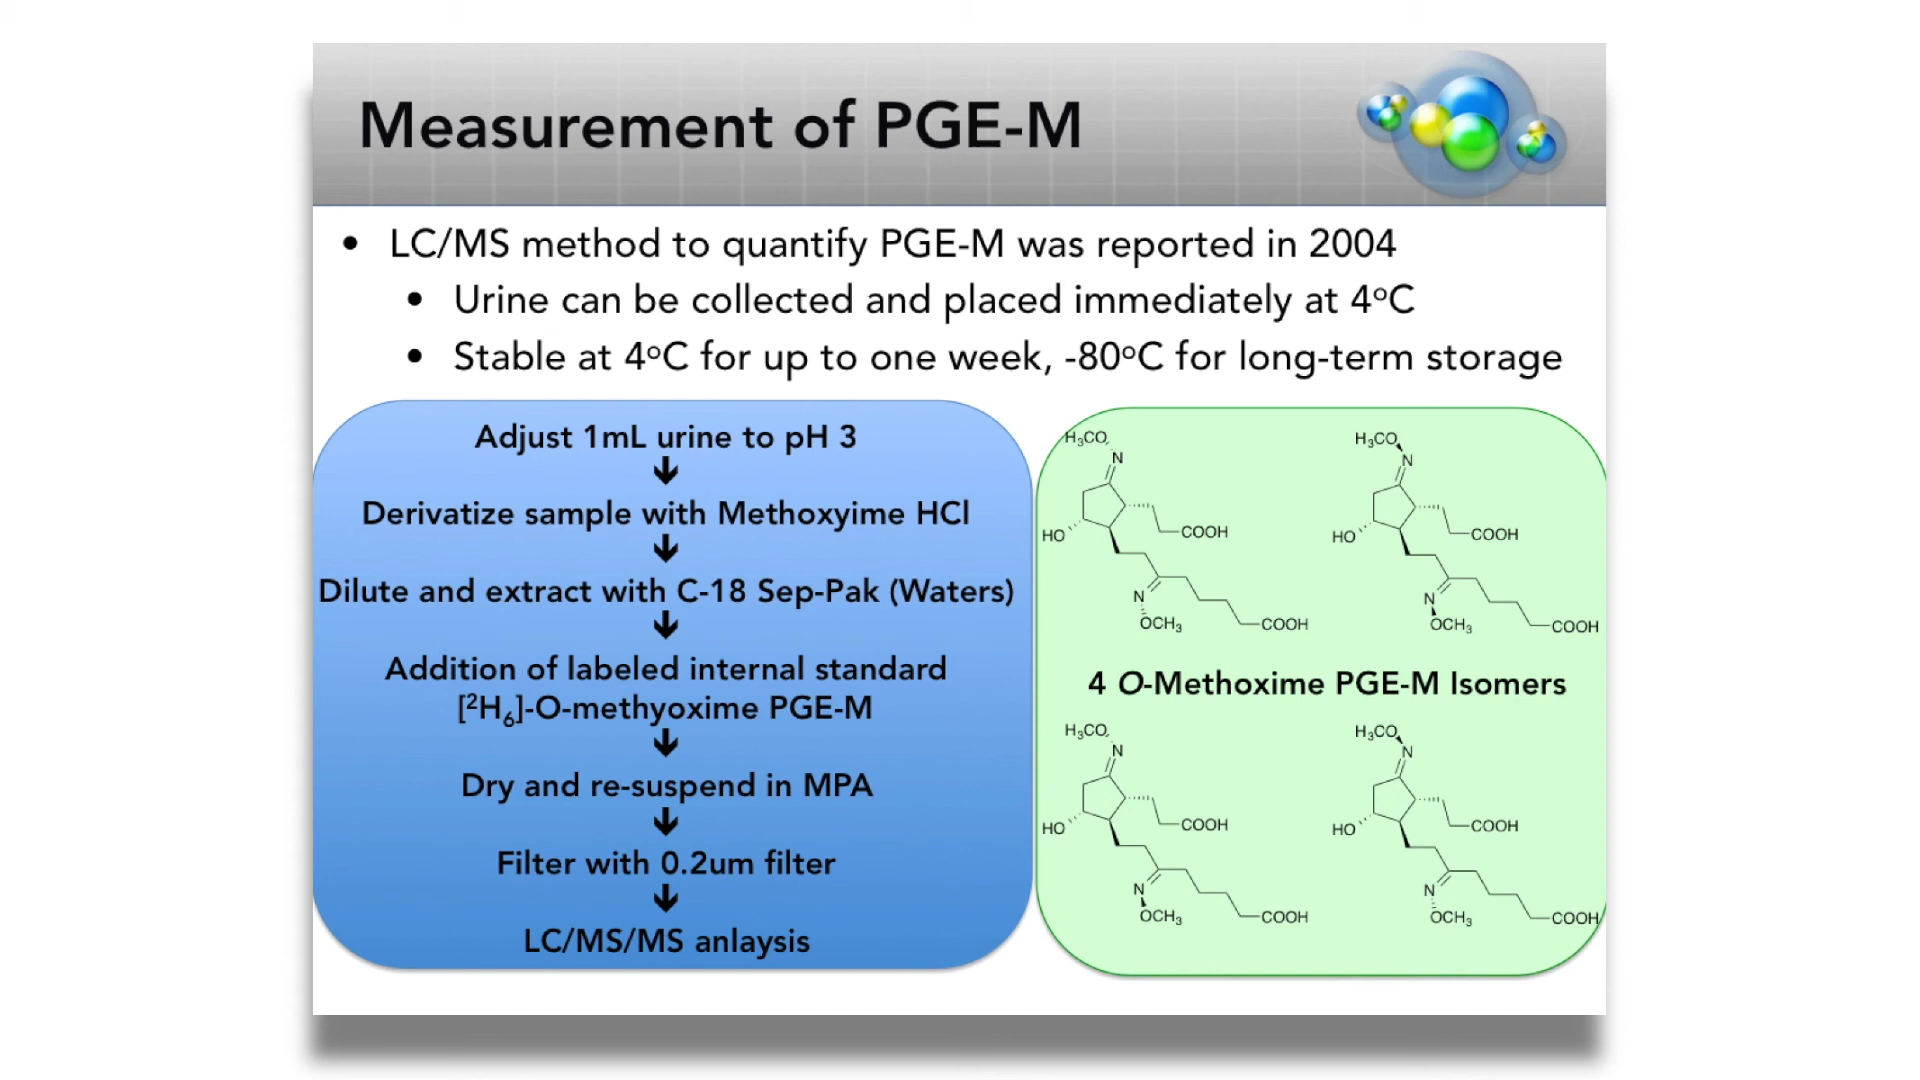 Measurement of PGE-M
• LC/MS method to quantify PGE-M was reported in 2004
• Urine can be collected and placed immediately at 4ºC
• Stable at 4ºC for up to one week, -80ºC for long-term storage
Adjust 1mL urine to pH 3
Derivatize sample with Methoxyime HCl
Dilute and extract with C-18 Sep-Pak (Waters)
Addition of labeled internal standard
[²H₆]-O-methyoxime PGE-M
Dry and re-suspend in MPA
Filter with 0.2um filter
LC/MS/MS anlaysis
H₃CO
N
HO
COOH
N
OCH₃
COOH
H₃CO
N
HO
COOH
N
OCH₃
COOH
4 O-Methoxime PGE-M Isomers
H₃CO
N
HO
COOH
N
OCH₃
COOH
H₃CO
N
HO
COOH
N
OCH₃
COOH